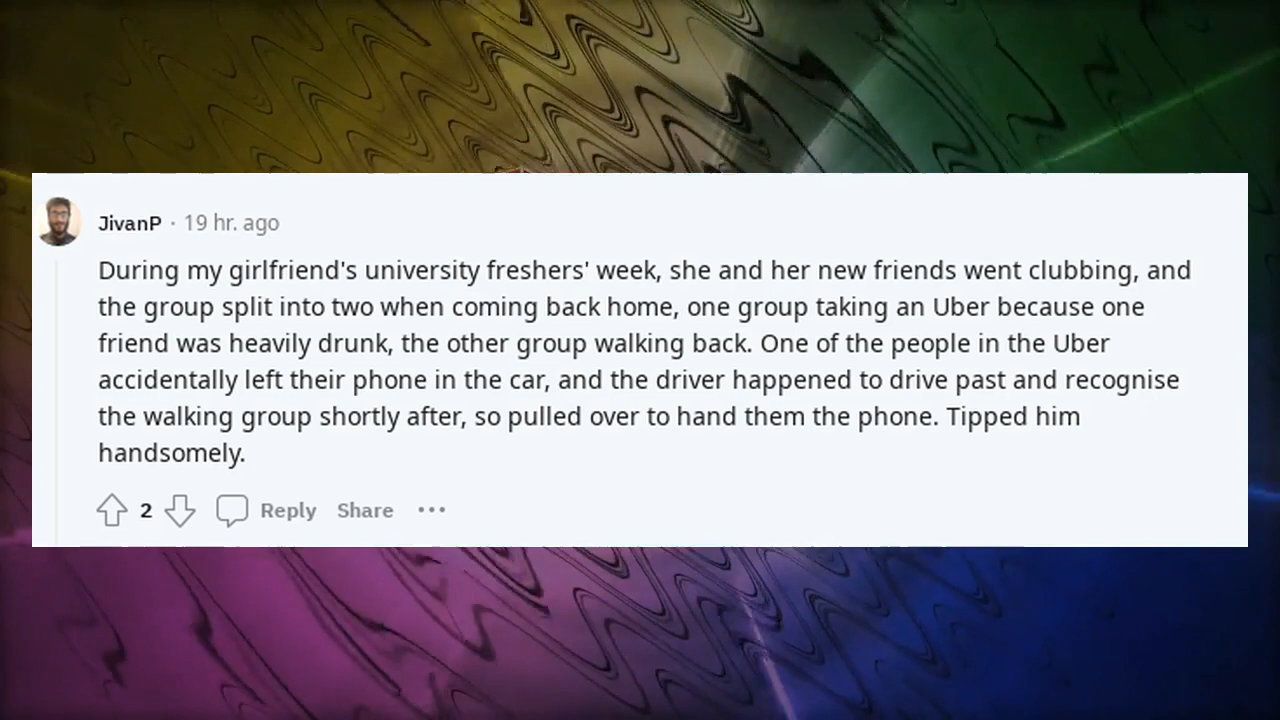 JivanP · 19 hr. ago
During my girlfriend's university freshers' week, she and her new friends went clubbing, and
the group split into two when coming back home, one group taking an Uber because one
friend was heavily drunk, the other group walking back. One of the people in the Uber
accidentally left their phone in the car, and the driver happened to drive past and recognise
the walking group shortly after, so pulled over to hand them the phone. Tipped him
handsomely.
2 Reply Share ···